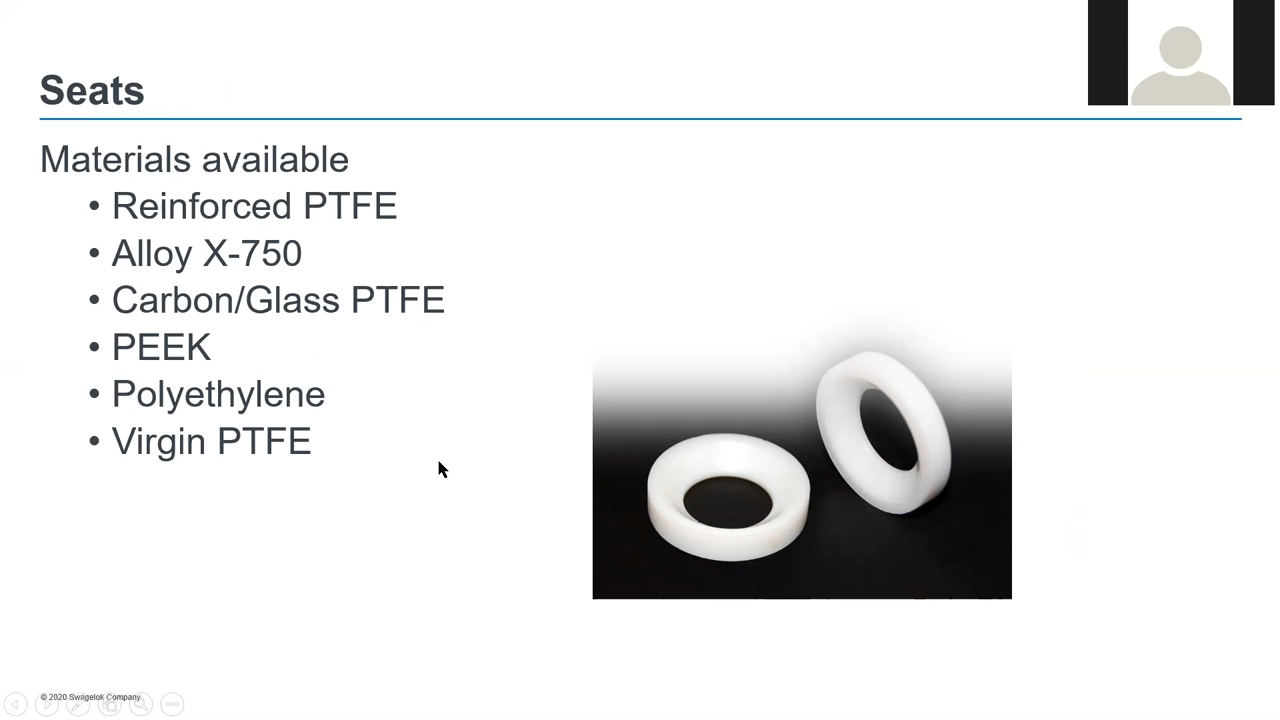 Seats
Materials available
• Reinforced PTFE
• Alloy X-750
• Carbon/Glass PTFE
• PEEK
• Polyethylene
• Virgin PTFE
© 2020 Swagelok Company